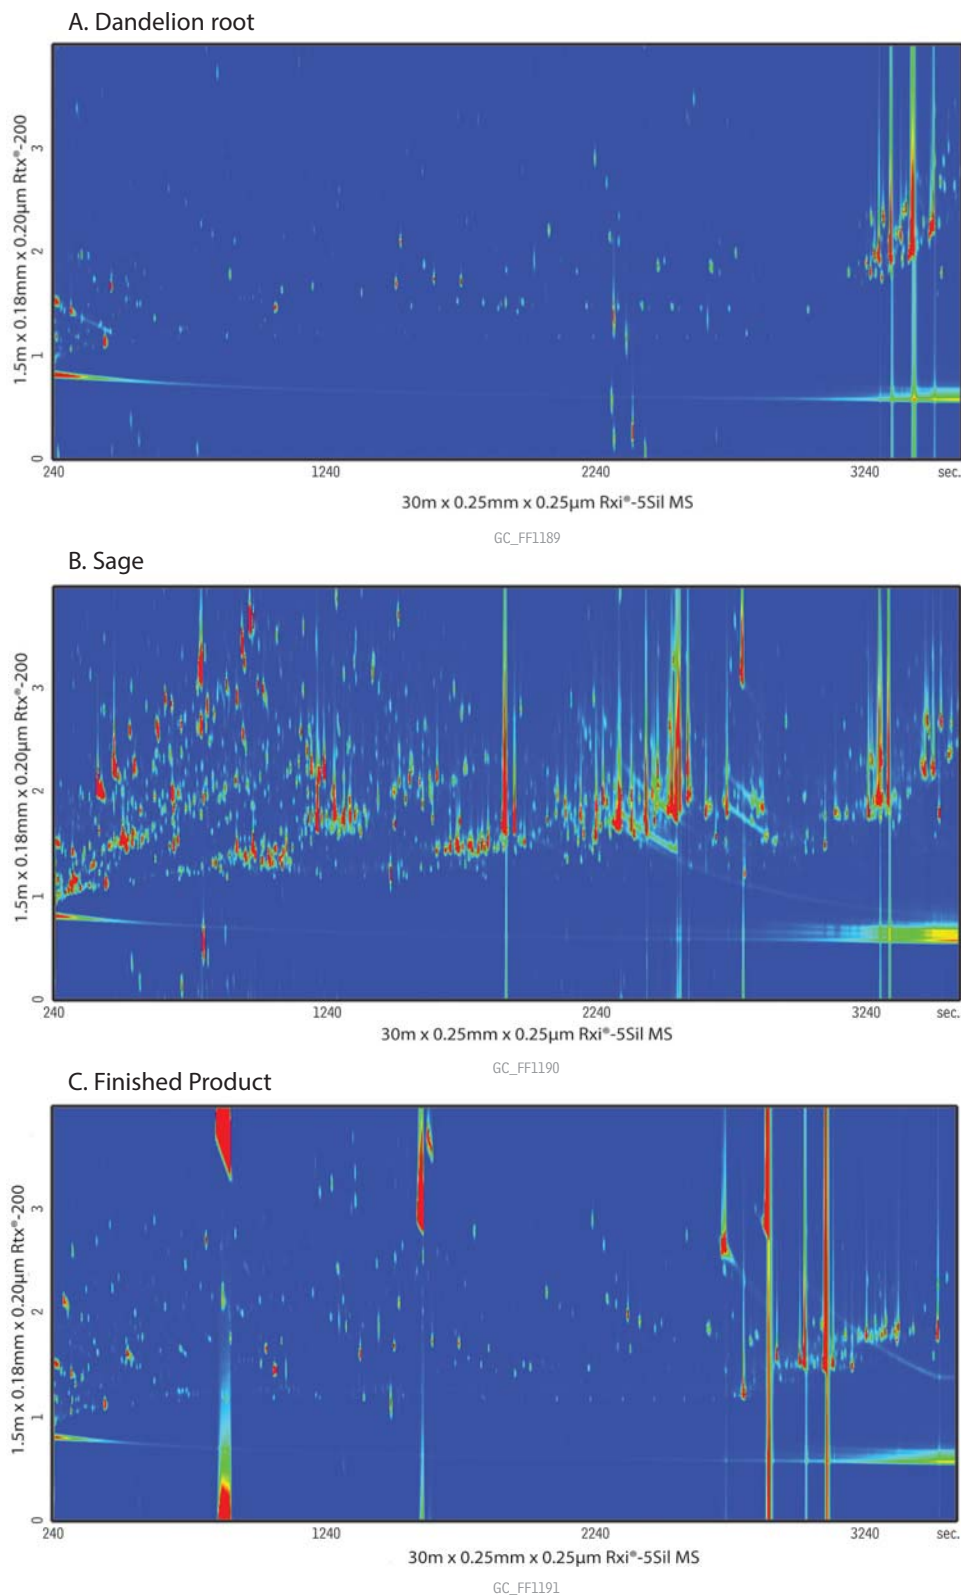 A. Dandelion root
1.5m x 0.18mm x 0.20µm Rtx®-200
3
2
1
0
240 1240 2240 3240 sec.
30m x 0.25mm x 0.25µm Rxi®-5Sil MS
GC_FF1189
B. Sage
1.5m x 0.18mm x 0.20µm Rtx®-200
3
2
1
0
240 1240 2240 3240 sec.
30m x 0.25mm x 0.25µm Rxi®-5Sil MS
GC_FF1190
C. Finished Product
1.5m x 0.18mm x 0.20µm Rtx®-200
3
2
1
0
240 1240 2240 3240 sec.
30m x 0.25mm x 0.25µm Rxi®-5Sil MS
GC_FF1191